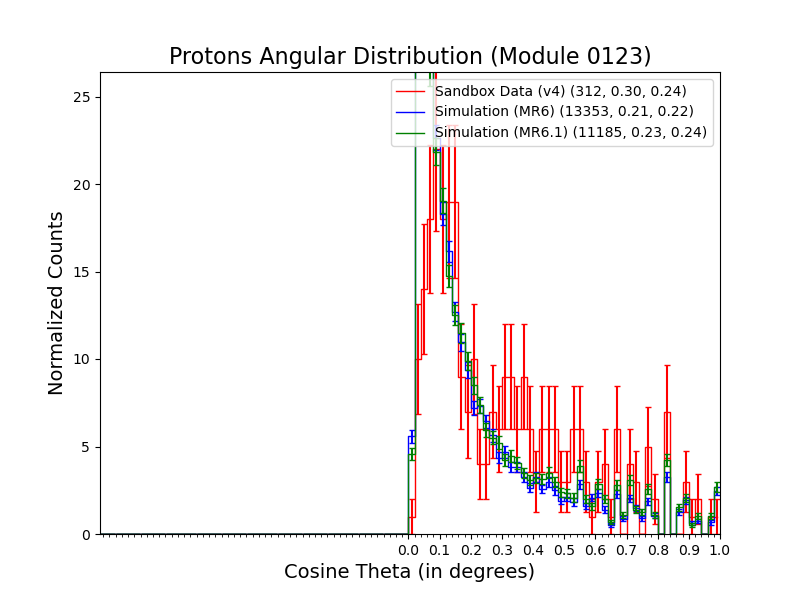 Protons Angular Distribution (Module 0123)
Sandbox Data (v4) (312, 0.30, 0.24)
Simulation (MR6) (13353, 0.21, 0.22)
Simulation (MR6.1) (11185, 0.23, 0.24)
Normalized Counts
25
20
15
10
5
0
0.0 0.1 0.2 0.3 0.4 0.5 0.6 0.7 0.8 0.9 1.0
Cosine Theta (in degrees)